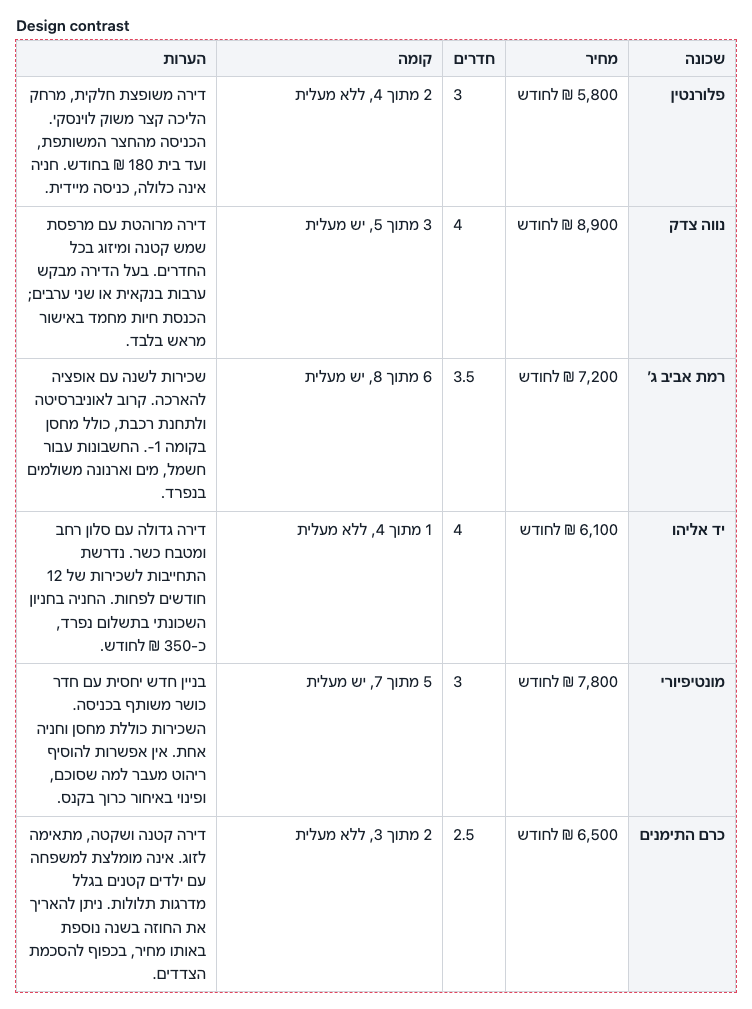 Design contrast
שכונה מחיר חדרים קומה הערות
פלורנטין 5,800 ₪ לחודש 3 2 מתוך 4, ללא מעלית דירה משופצת חלקית, מרחק
הליכה קצר משוק לוינסקי.
הכניסה מהחצר המשותפת,
ועד בית 180 ₪ בחודש. חניה
אינה כלולה, כניסה מיידית.
נווה צדק 8,900 ₪ לחודש 4 3 מתוך 5, יש מעלית דירה מרוהטת עם מרפסת
שמש קטנה ומיזוג בכל
החדרים. בעל הדירה מבקש
ערבות בנקאית או שני ערבים;
הכנסת חיות מחמד באישור
מראש בלבד.
רמת אביב ג׳ 7,200 ₪ לחודש 3.5 6 מתוך 8, יש מעלית שכירות לשנה עם אופציה
להארכה. קרוב לאוניברסיטה
ולתחנת רכבת, כולל מחסן
בקומה 1-. החשבונות עבור
חשמל, מים וארנונה משולמים
בנפרד.
יד אליהו 6,100 ₪ לחודש 4 1 מתוך 4, ללא מעלית דירה גדולה עם סלון רחב
ומטבח כשר. נדרשת
התחייבות לשכירות של 12
חודשים לפחות. החניה בחניון
השכונתי בתשלום נפרד,
כ-350 ₪ לחודש.
מונטיפיורי 7,800 ₪ לחודש 3 5 מתוך 7, יש מעלית בניין חדש יחסית עם חדר
כושר משותף בכניסה.
השכירות כוללת מחסן וחניה
אחת. אין אפשרות להוסיף
ריהוט מעבר למה שסוכם,
ופינוי באיחור כרוך בקנס.
כרם התימנים 6,500 ₪ לחודש 2.5 2 מתוך 3, ללא מעלית דירה קטנה ושקטה, מתאימה
לזוג. אינה מומלצת למשפחה
עם ילדים קטנים בגלל
מדרגות תלולות. ניתן להאריך
את החוזה בשנה נוספת
באותו מחיר, בכפוף להסכמת
הצדדים.